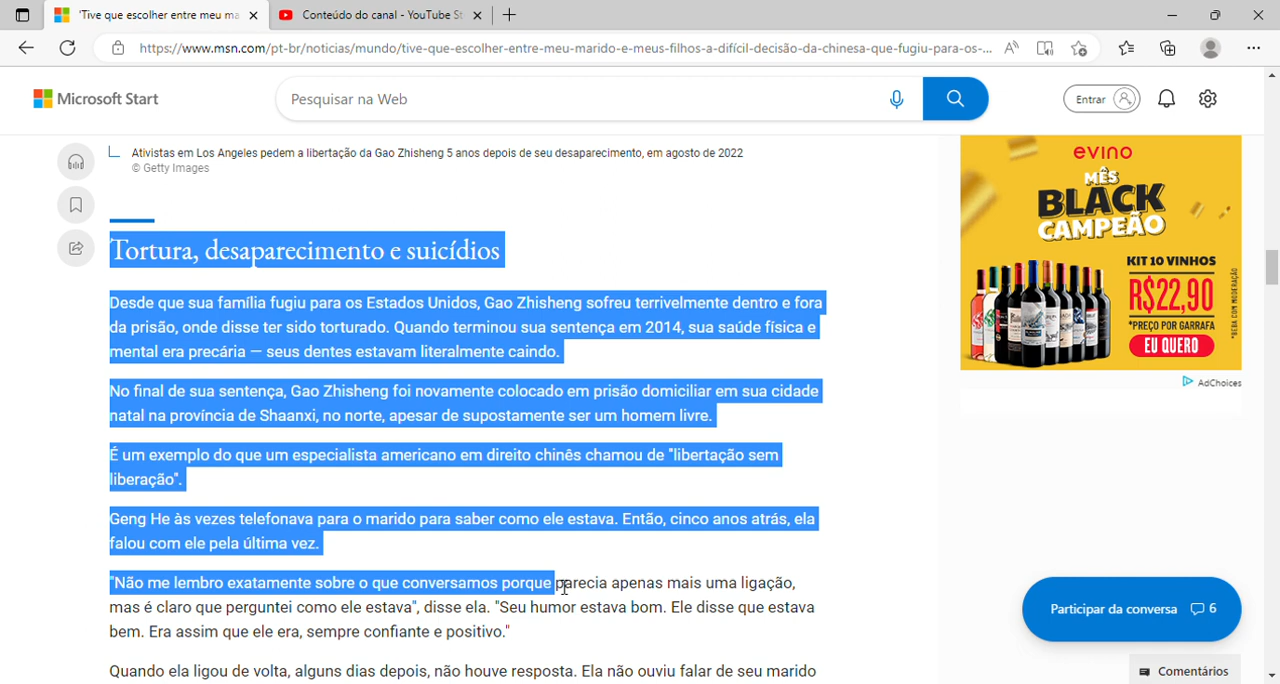 'Tive que escolher entre meu ma
Conteúdo do canal - YouTube St
https://www.msn.com/pt-br/noticias/mundo/tive-que-escolher-entre-meu-marido-e-meus-filhos-a-difícil-decisão-da-chinesa-que-fugiu-para-os-...
Microsoft Start
Pesquisar na Web
Entrar
Ativistas em Los Angeles pedem a libertação da Gao Zhisheng 5 anos depois de seu desaparecimento, em agosto de 2022
© Getty Images
Tortura, desaparecimento e suicídios
Desde que sua família fugiu para os Estados Unidos, Gao Zhisheng sofreu terrivelmente dentro e fora
da prisão, onde disse ter sido torturado. Quando terminou sua sentença em 2014, sua saúde física e
mental era precária — seus dentes estavam literalmente caindo.
No final de sua sentença, Gao Zhisheng foi novamente colocado em prisão domiciliar em sua cidade
natal na província de Shaanxi, no norte, apesar de supostamente ser um homem livre.
É um exemplo do que um especialista americano em direito chinês chamou de "libertação sem
liberação".
Geng He às vezes telefonava para o marido para saber como ele estava. Então, cinco anos atrás, ela
falou com ele pela última vez.
"Não me lembro exatamente sobre o que conversamos porque parecia apenas mais uma ligação,
mas é claro que perguntei como ele estava", disse ela. "Seu humor estava bom. Ele disse que estava
bem. Era assim que ele era, sempre confiante e positivo."
Quando ela ligou de volta, alguns dias depois, não houve resposta. Ela não ouviu falar de seu marido
evino
MÊS
BLACK
CAMPEÃO
KIT 10 VINHOS
R$22,90
*PREÇO POR GARRAFA
EU QUERO
*BEBA COM MODERAÇÃO
AdChoices
Participar da conversa 6
Comentários